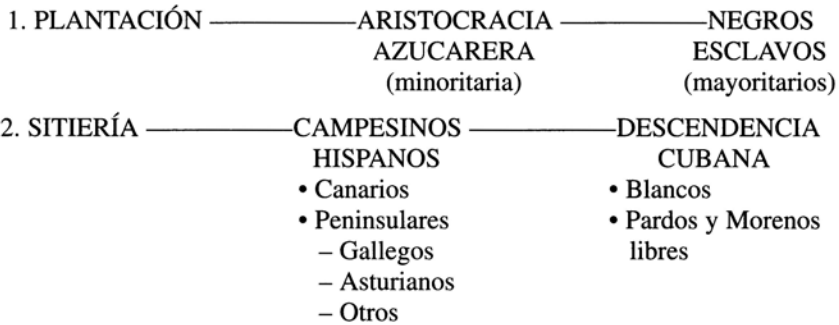 1. PLANTACIÓN ARISTOCRACIA NEGROS
AZUCARERA ESCLAVOS
(minoritaria) (mayoritarios)
2. SITIERÍA CAMPESINOS DESCENDENCIA
HISPANOS CUBANA
• Canarios • Blancos
• Peninsulares • Pardos y Morenos
– Gallegos libres
– Asturianos
– Otros